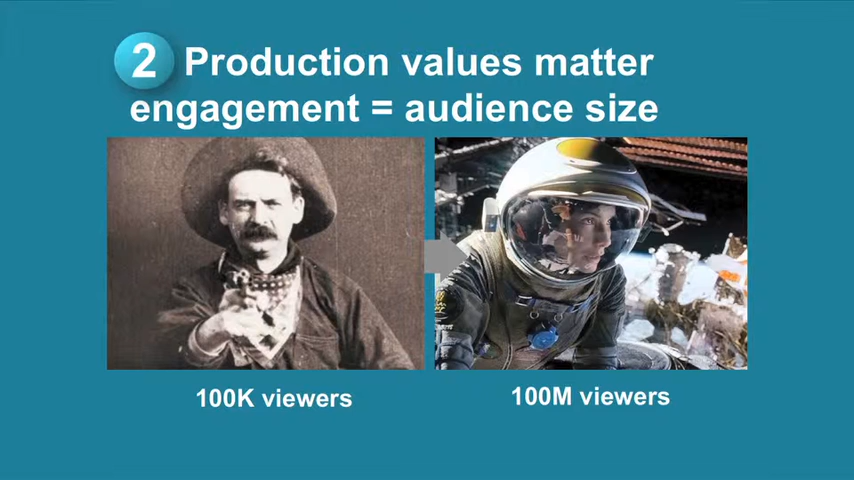 2 Production values matter
engagement = audience size
100K viewers
100M viewers